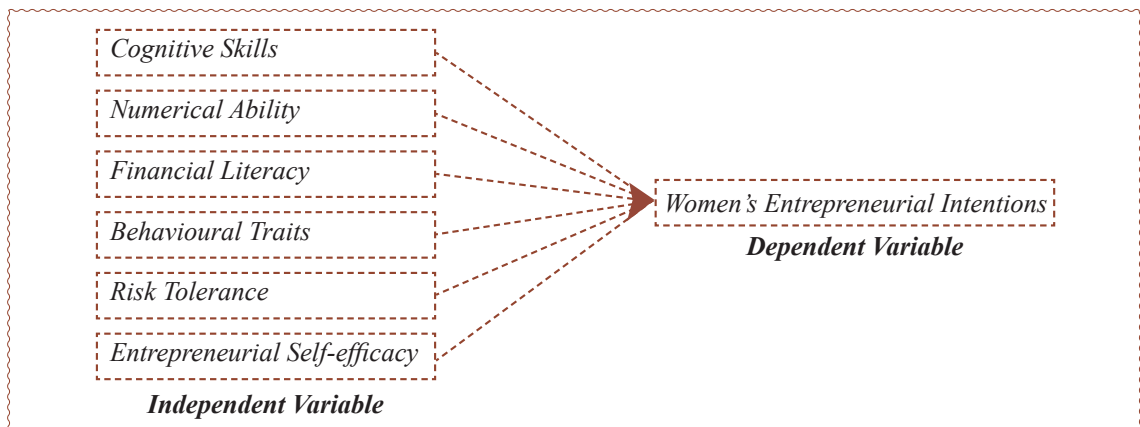 Cognitive Skills
Numerical Ability
Financial Literacy
Behavioural Traits
Risk Tolerance
Entrepreneurial Self-efficacy
Independent Variable
Women’s Entrepreneurial Intentions
Dependent Variable